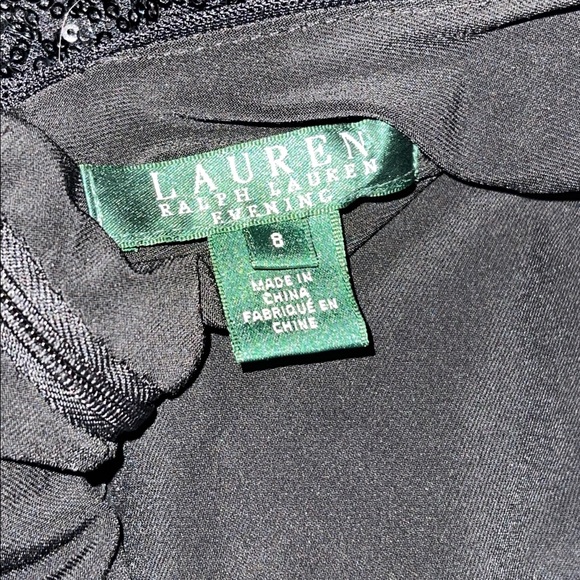 LAUREN
RALPH LAUREN
EVENING
8
MADE IN
CHINA
FABRIQUÉ EN
CHINE